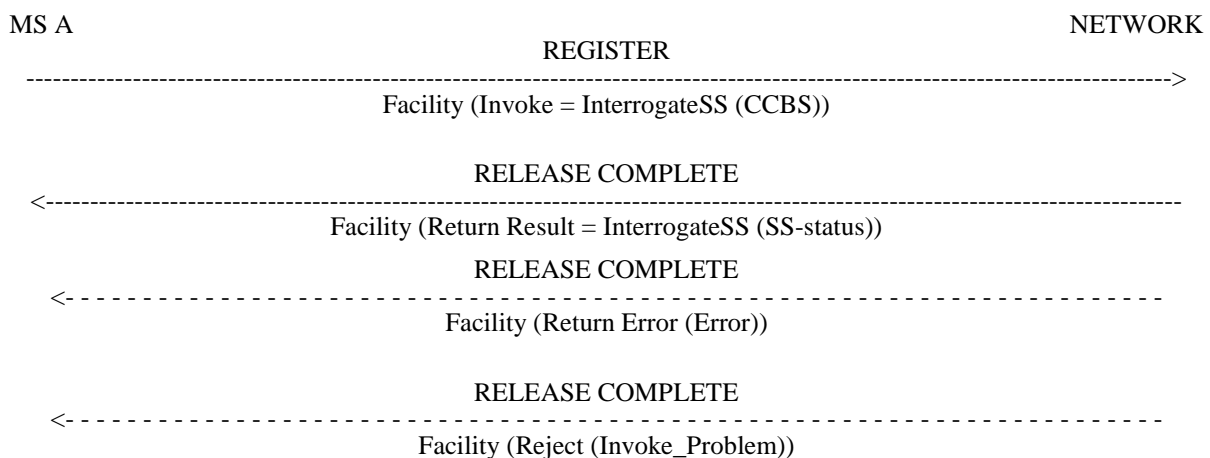 MS A NETWORK
REGISTER
------------------------------------------------------------------------------------------------------------------------------------>
Facility (Invoke = InterrogateSS (CCBS))
RELEASE COMPLETE
<------------------------------------------------------------------------------------------------------------------------------------
Facility (Return Result = InterrogateSS (SS-status))
RELEASE COMPLETE
<- - - - - - - - - - - - - - - - - - - - - - - - - - - - - - - - - - - - - - - - - - - - - - - - - - - - - - - - - - - - - - - - - - - - - -
Facility (Return Error (Error))
RELEASE COMPLETE
<- - - - - - - - - - - - - - - - - - - - - - - - - - - - - - - - - - - - - - - - - - - - - - - - - - - - - - - - - - - - - - - - - - - - - -
Facility (Reject (Invoke_Problem))